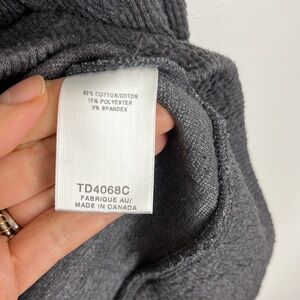 82% COTTON/COTON
15% POLYESTER
3% SPANDEX
TD4068C
FABRIQUE AU/
MADE IN CANADA